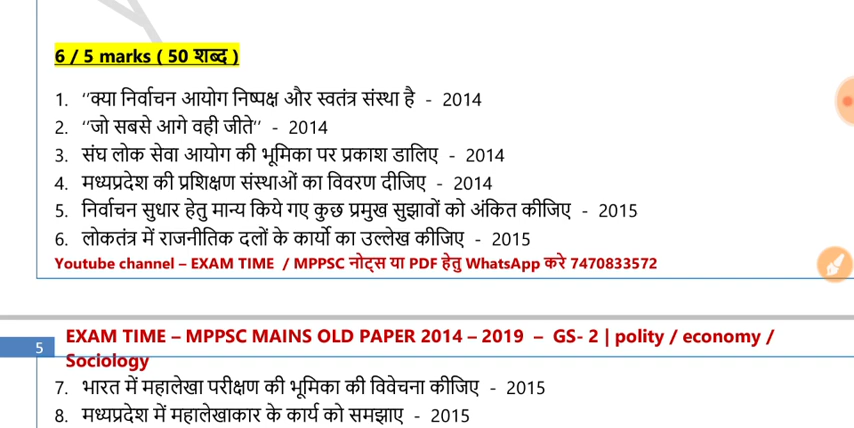 6 / 5 marks ( 50 शब्द )
1. ‘‘क्या निर्वाचन आयोग निष्पक्ष और स्वतंत्र संस्था है - 2014
2. ‘‘जो सबसे आगे वही जीते‘‘ - 2014
3. संघ लोक सेवा आयोग की भूमिका पर प्रकाश डालिए - 2014
4. मध्यप्रदेश की प्रशिक्षण संस्थाओं का विवरण दीजिए - 2014
5. निर्वाचन सुधार हेतु मान्य किये गए कुछ प्रमुख सुझावों को अंकित कीजिए - 2015
6. लोकतंत्र में राजनीतिक दलों के कार्यो का उल्लेख कीजिए - 2015
Youtube channel – EXAM TIME / MPPSC नोट्स या PDF हेतु WhatsApp करे 7470833572
5
EXAM TIME – MPPSC MAINS OLD PAPER 2014 – 2019 – GS- 2 | polity / economy /
Sociology
7. भारत में महालेखा परीक्षण की भूमिका की विवेचना कीजिए - 2015
8. मध्यप्रदेश में महालेखाकार के कार्य को समझाए - 2015